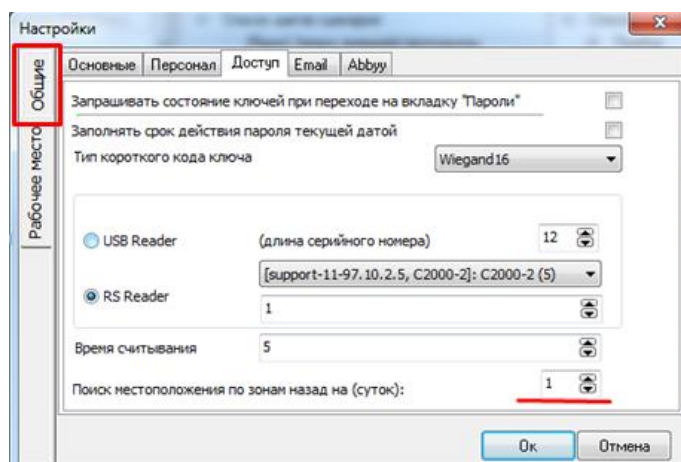 Настройки
Общие
Рабочее место
Основные Персонал Доступ Email Abbyy
Запрашивать состояние ключей при переходе на вкладку "Пароли"
Заполнять срок действия пароля текущей датой
Тип короткого кода ключа Wiegand16
USB Reader (длина серийного номера) 12
[support-11-97.10.2.5, C2000-2]: C2000-2 (5)
RS Reader
1
Время считывания 5
Поиск местоположения по зонам назад на (суток): 1
Ок Отмена